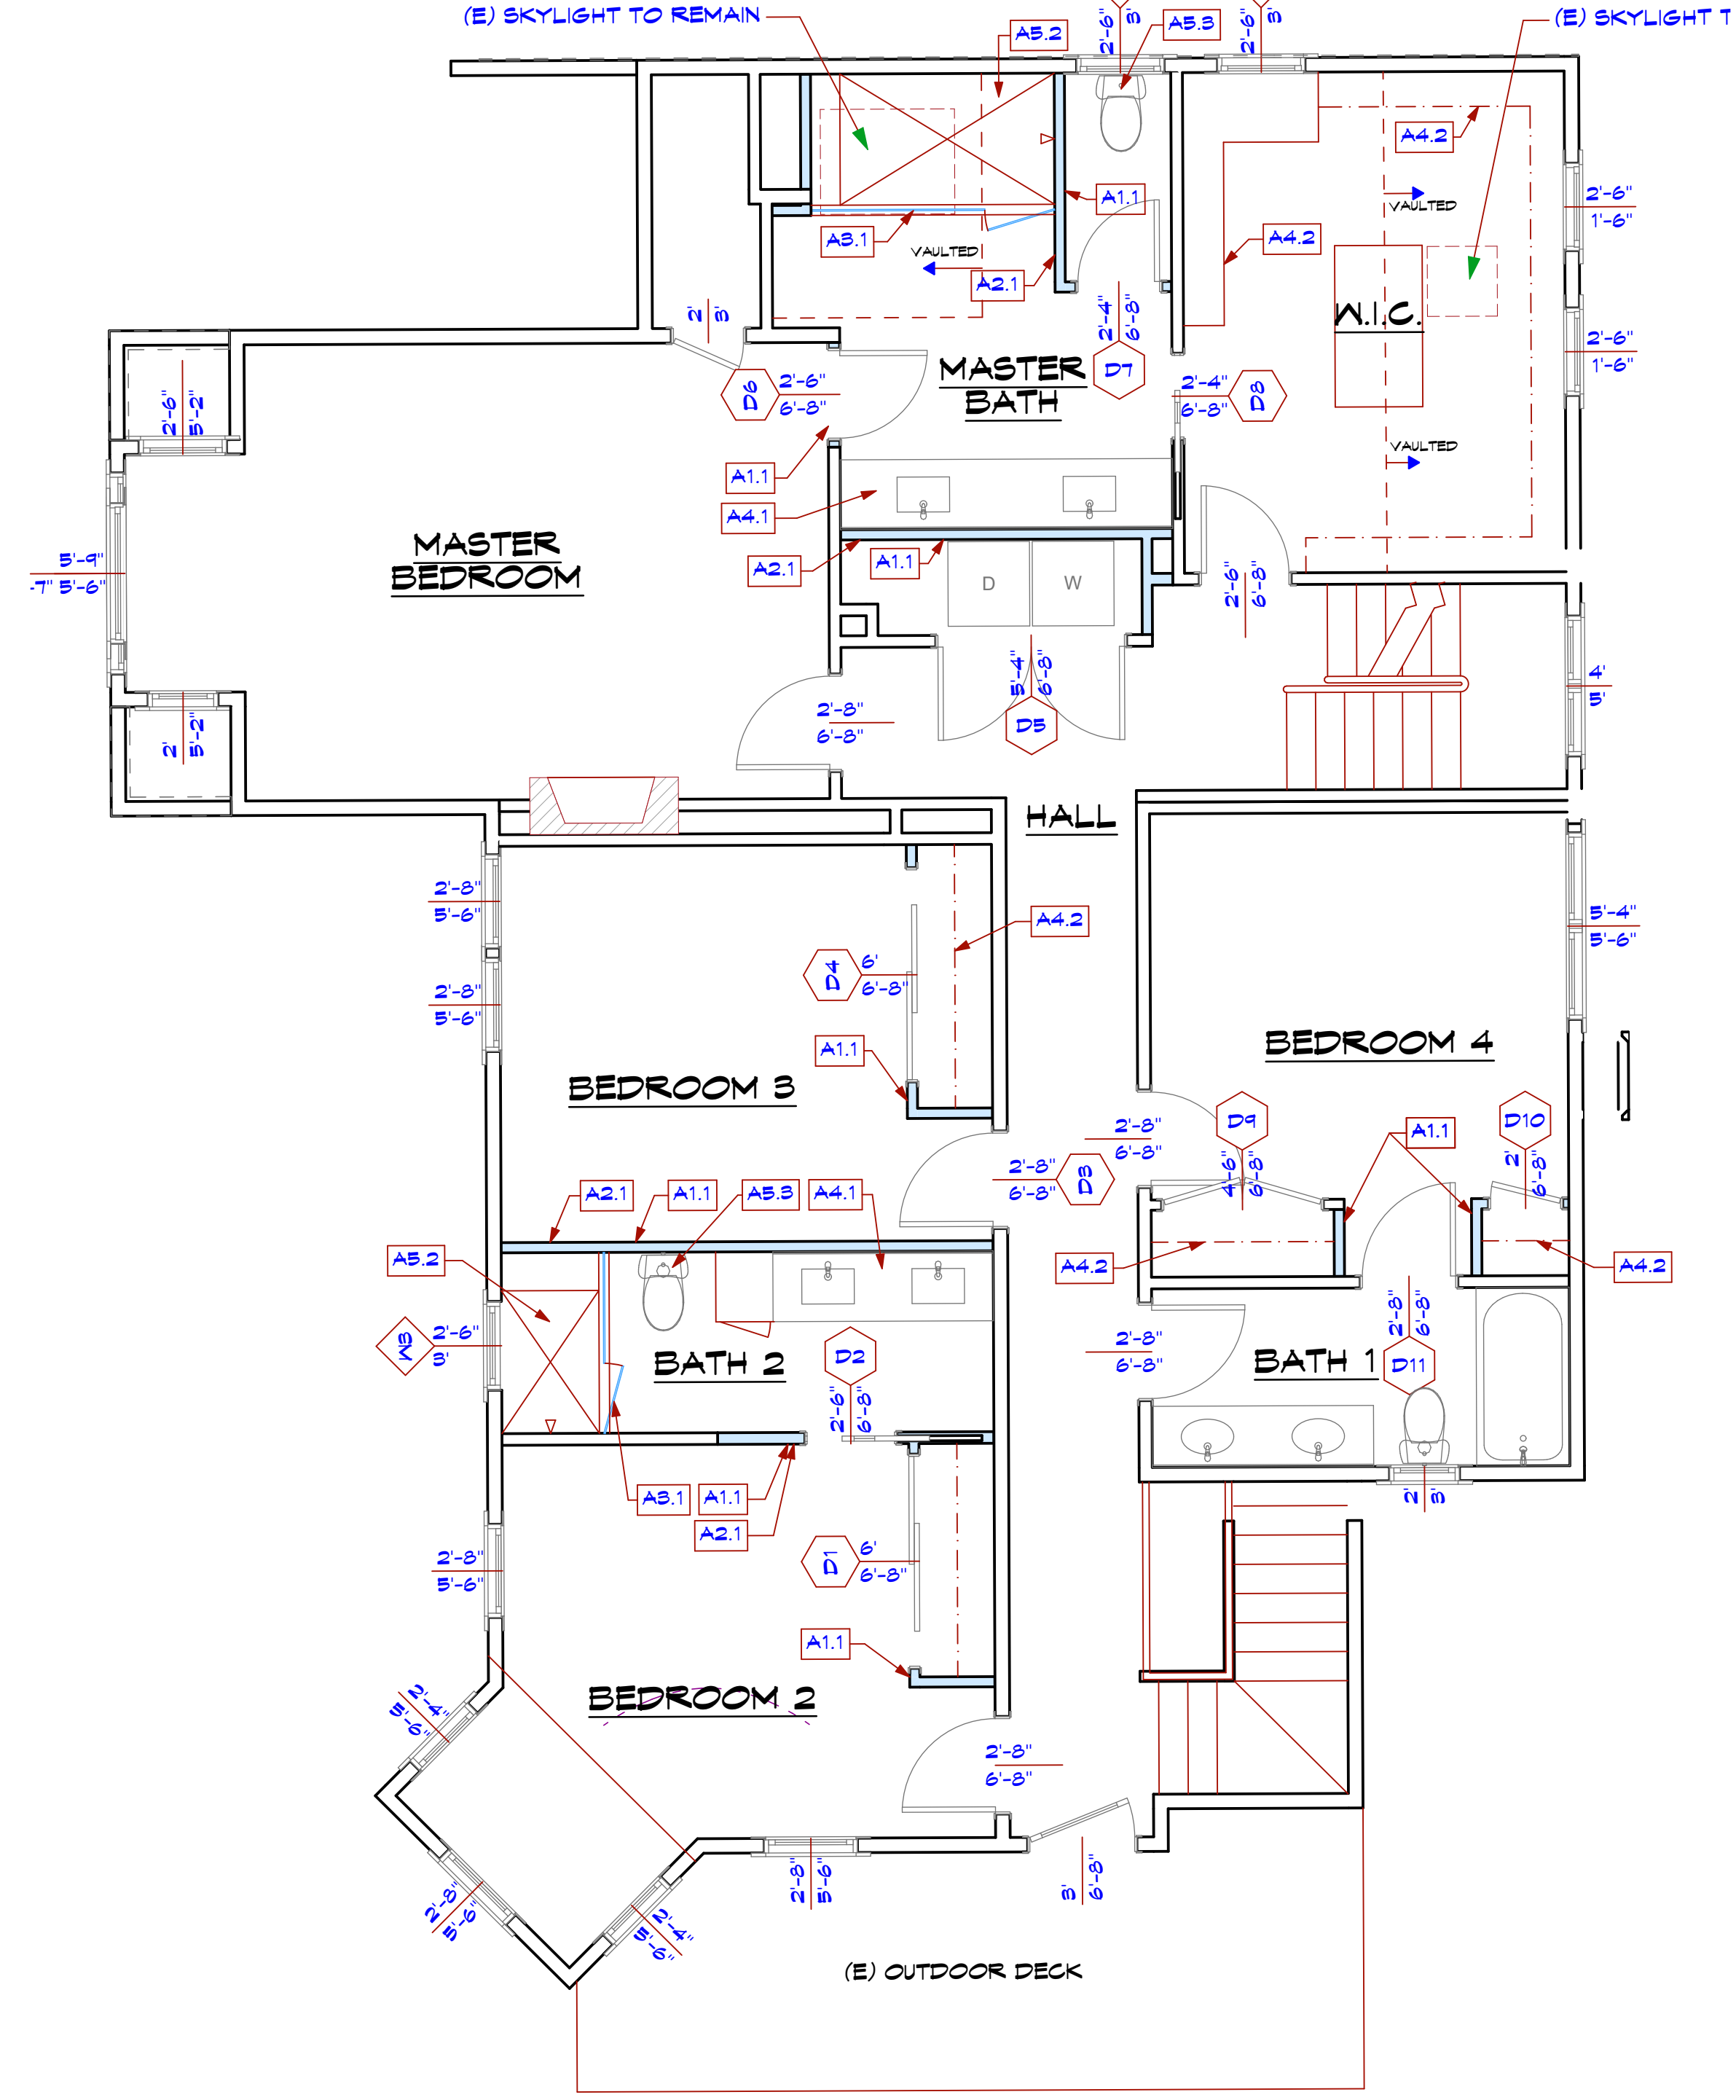 (E) SKYLIGHT TO REMAIN
A5.2
2'-6"
3'
A5.3
2'-6"
3'
(E) SKYLIGHT T
A4.2
A1.1
2'-6"
1'-6"
VAULTED
A3.1
VAULTED
A4.2
A2.1
2'
3'
2'-4"
6'-8"
W.I.C.
2'-6"
1'-6"
D7
MASTER
BATH
D6
2'-6"
6'-8"
2'-4"
6'-8"
D8
2'-6"
5'-2"
VAULTED
A1.1
A4.1
MASTER
BEDROOM
5'-9"
-7" 5'-6"
A2.1
A1.1
D
W
2'-6"
6'-8"
5'-4"
6'-8"
D5
4'
5'
2'-8"
6'-8"
2'
5'-2"
HALL
2'-8"
5'-6"
A4.2
5'-4"
5'-6"
D4
6'
6'-8"
2'-8"
5'-6"
A1.1
BEDROOM 4
BEDROOM 3
2'-8"
6'-8"
D9
4'-6"
6'-8"
A1.1
D10
2'
6'-8"
2'-8"
6'-8"
D3
A2.1
A1.1
A5.3
A4.1
A5.2
A4.2
A4.2
W3
2'-6"
3'
2'-8"
6'-8"
2'-8"
6'-8"
D11
BATH 2
D2
2'-6"
6'-8"
BATH 1
A3.1
A1.1
A2.1
2'
3'
2'-8"
5'-6"
D1
6'
6'-8"
A1.1
BEDROOM 2
2'-4"
5'-6"
2'-8"
6'-8"
2'-8"
5'-6"
2'-8"
5'-6"
2'-4"
5'-6"
3'
6'-8"
(E) OUTDOOR DECK